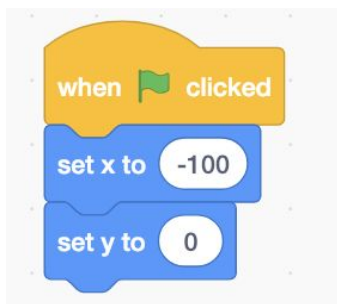 when clicked
set x to -100
set y to 0